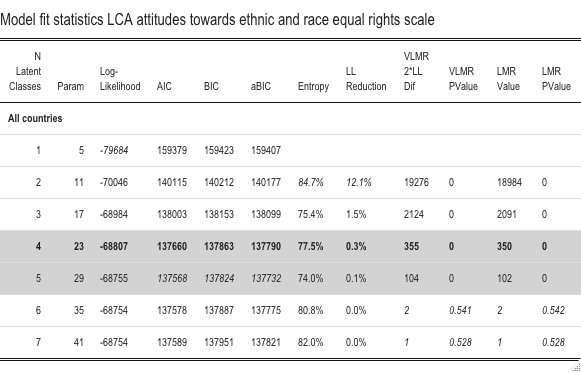 Model fit statistics LCA attitudes towards ethnic and race equal rights scale
N Latent Classes Param Log-Likelihood AIC BIC aBIC Entropy LL Reduction VLMR 2*LL Dif VLMR PValue LMR Value LMR PValue
All countries
1 5 -79684 159379 159423 159407
2 11 -70046 140115 140212 140177 84.7% 12.1% 19276 0 18984 0
3 17 -68984 138003 138153 138099 75.4% 1.5% 2124 0 2091 0
4 23 -68807 137660 137863 137790 77.5% 0.3% 355 0 350 0
5 29 -68755 137568 137824 137732 74.0% 0.1% 104 0 102 0
6 35 -68754 137578 137887 137775 80.8% 0.0% 2 0.541 2 0.542
7 41 -68754 137589 137951 137821 82.0% 0.0% 1 0.528 1 0.528